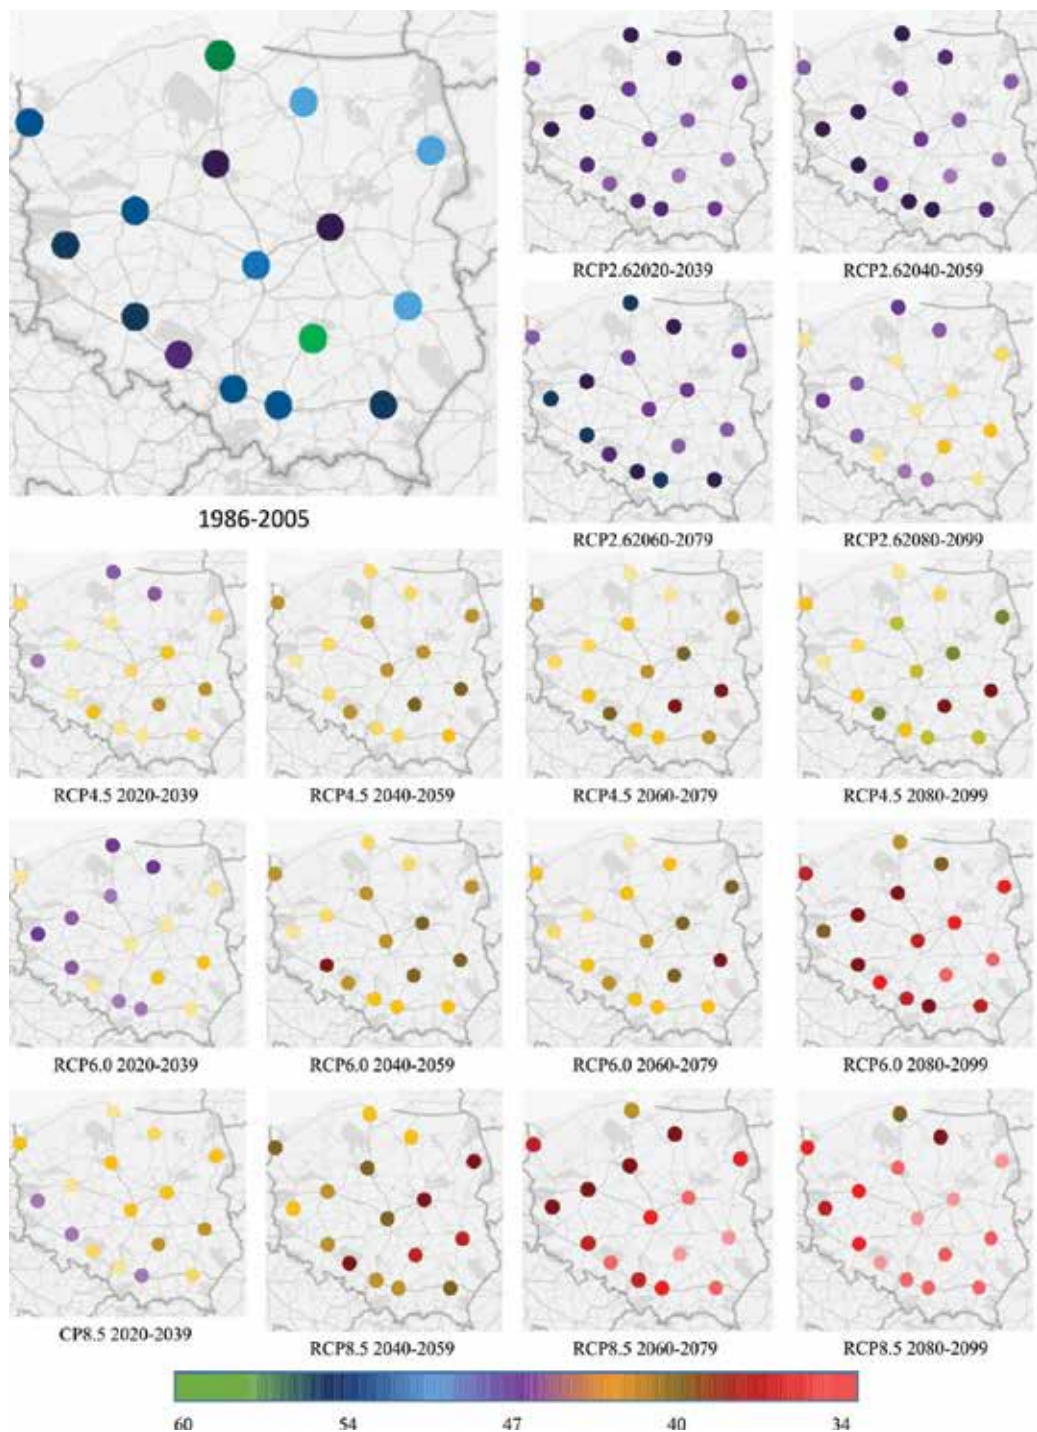 RCP2.62020-2039
RCP2.62040-2059
1986-2005
RCP2.62060-2079
RCP2.62080-2099
RCP4.5 2020-2039
RCP4.5 2040-2059
RCP4.5 2060-2079
RCP4.5 2080-2099
RCP6.0 2020-2039
RCP6.0 2040-2059
RCP6.0 2060-2079
RCP6.0 2080-2099
CP8.5 2020-2039
RCP8.5 2040-2059
RCP8.5 2060-2079
RCP8.5 2080-2099
60 54 47 40 34